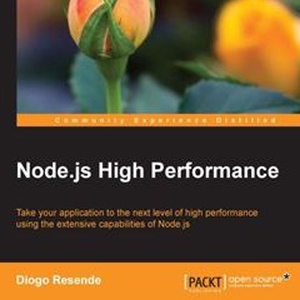 Community Experience Distilled
Node.js High Performance
Take your application to the next level of high performance
using the extensive capabilities of Node.js
Diogo Resende
[PACKT] open source*
PUBLISHING